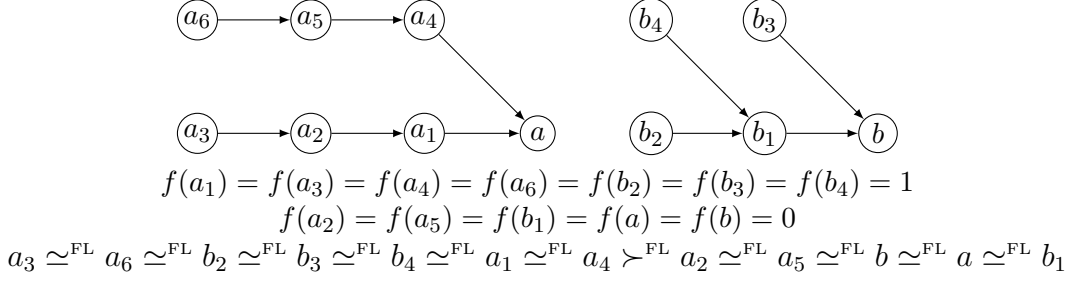 a₆ a₅ a₄ b₄ b₃
a₃ a₂ a₁ a b₂ b₁ b
f(a₁) = f(a₃) = f(a₄) = f(a₆) = f(b₂) = f(b₃) = f(b₄) = 1
f(a₂) = f(a₅) = f(b₁) = f(a) = f(b) = 0
a₃ ≃ᶠᴸ a₆ ≃ᶠᴸ b₂ ≃ᶠᴸ b₃ ≃ᶠᴸ b₄ ≃ᶠᴸ a₁ ≃ᶠᴸ a₄ ≻ᶠᴸ a₂ ≃ᶠᴸ a₅ ≃ᶠᴸ b ≃ᶠᴸ a ≃ᶠᴸ b₁